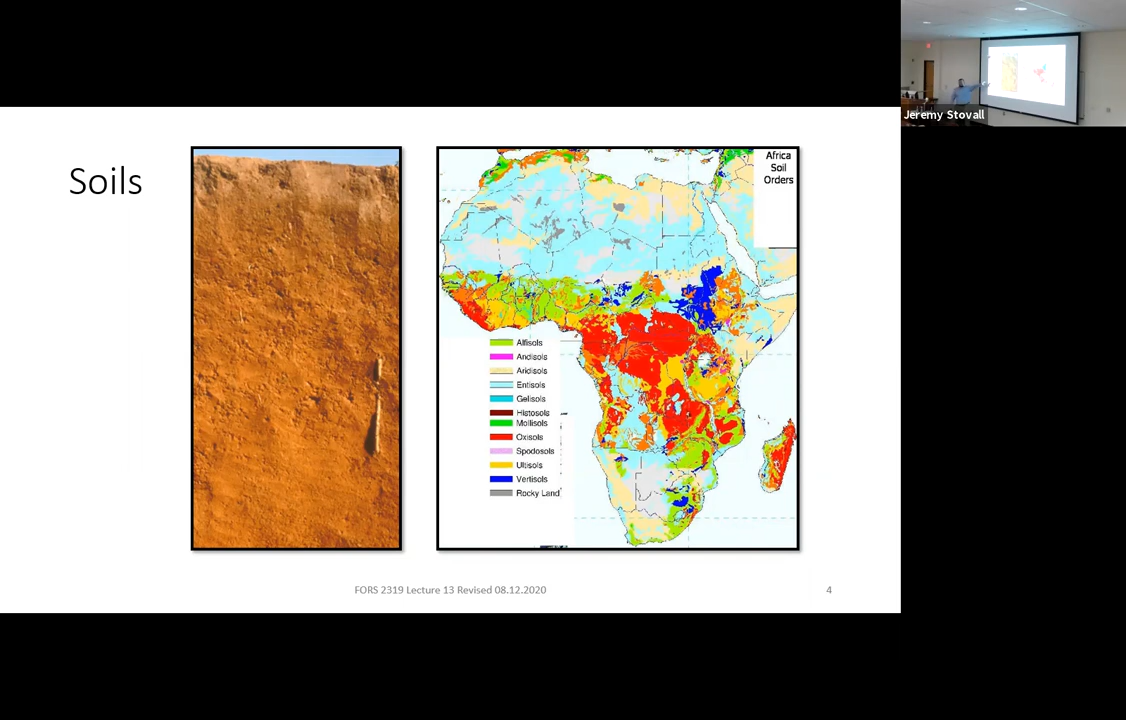 Soils
Africa
Soil
Orders
Alfisols
Andisols
Aridisols
Entisols
Gelisols
Histosols
Mollisols
Oxisols
Spodosols
Ultisols
Vertisols
Rocky Land
FORS 2319 Lecture 13 Revised 08.12.2020
4
Jeremy Stovall